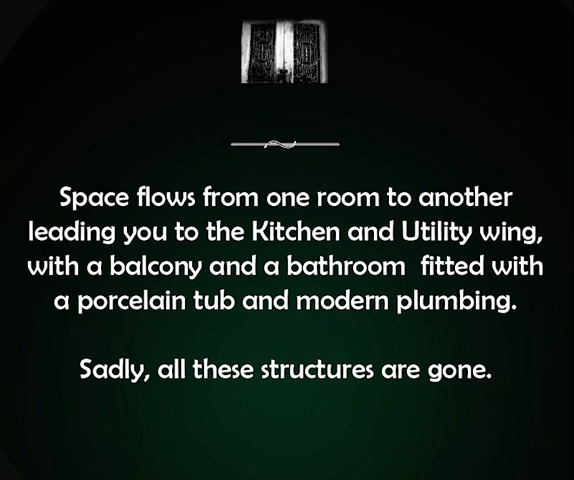 Space flows from one room to another
leading you to the Kitchen and Utility wing,
with a balcony and a bathroom  fitted with
a porcelain tub and modern plumbing.
Sadly, all these structures are gone.